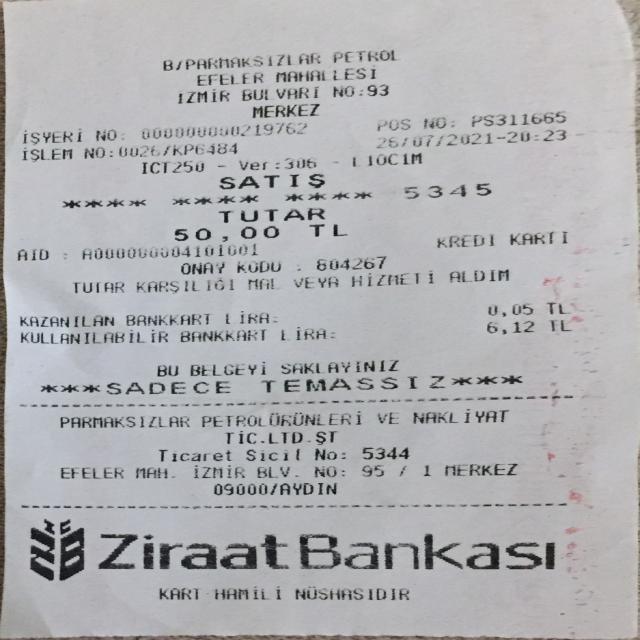 B/PARMAKSIZLAR PETROL
EFELER MAHALLESİ
İZMİR BULVARI NO:93
MERKEZ
İŞYERİ NO: 000000000219762 POS NO: PS311665
İŞLEM NO:0026/KP6484 26/07/2021-20:23
ICT250 - Ver:306 - L10C1M
SATIŞ
**** **** **** 5345
TUTAR
50,00 TL
AID : A000000004101001 KREDİ KARTI
ONAY KODU : 804267
TUTAR KARŞILIĞI MAL VEYA HİZMETİ ALDIM
KAZANILAN BANKKART LİRA: 0,05 TL
KULLANILABİLİR BANKKART LİRA: 6,12 TL
BU BELGEYİ SAKLAYINIZ
***SADECE TEMASSIZ***
PARMAKSIZLAR PETROLÜRÜNLERİ VE NAKLİYAT
TİC.LTD.ŞT
Ticaret Sicil No: 5344
EFELER MAH. İZMİR BLV. NO: 95 / 1 MERKEZ
09000/AYDIN
Ziraat Bankası
KART HAMİLİ NÜSHASIDIR